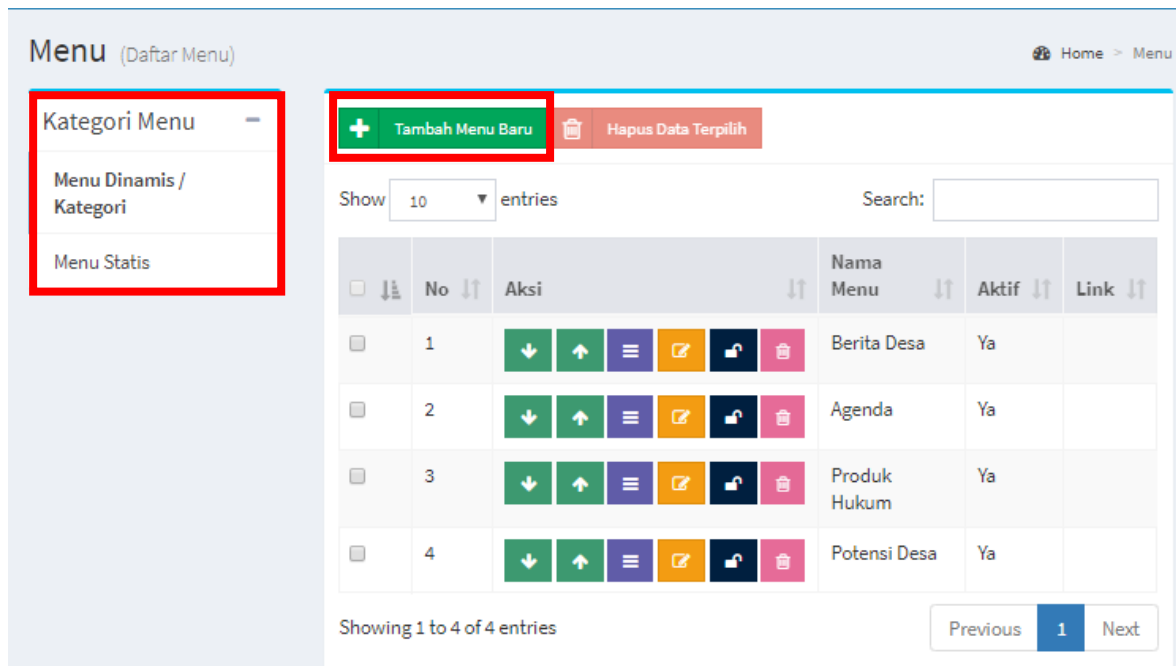 Menu (Daftar Menu)
Home > Menu
Kategori Menu
Menu Dinamis /
Kategori
Menu Statis
Tambah Menu Baru
Hapus Data Terpilih
Show 10 entries
Search:
No Aksi Nama Menu Aktif Link
1 Berita Desa Ya
2 Agenda Ya
3 Produk Hukum Ya
4 Potensi Desa Ya
Showing 1 to 4 of 4 entries
Previous 1 Next